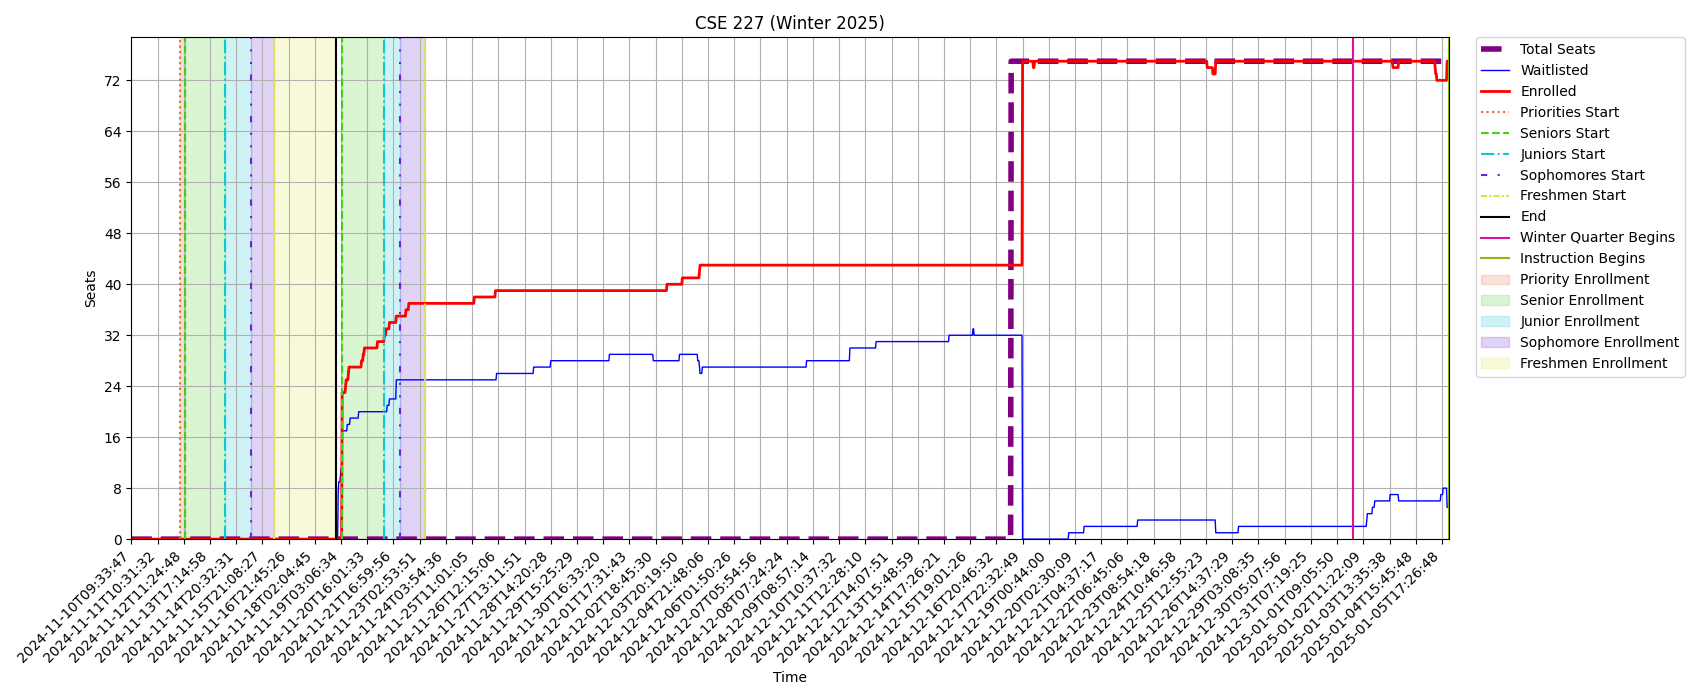 CSE 227 (Winter 2025)
Seats
72
64
56
48
40
32
24
16
8
0
2024-11-10T09:33:47
2024-11-11T10:31:32
2024-11-12T11:24:48
2024-11-13T17:14:58
2024-11-14T20:32:31
2024-11-15T21:08:27
2024-11-16T21:45:26
2024-11-18T02:04:45
2024-11-19T03:06:34
2024-11-20T16:01:33
2024-11-21T16:59:56
2024-11-23T02:53:51
2024-11-24T03:54:36
2024-11-25T11:01:05
2024-11-26T12:15:06
2024-11-27T13:11:51
2024-11-28T14:20:28
2024-11-29T15:25:29
2024-11-30T16:33:20
2024-12-01T17:31:43
2024-12-02T18:45:30
2024-12-03T20:19:50
2024-12-04T21:48:06
2024-12-06T01:50:26
2024-12-07T05:54:56
2024-12-08T07:24:24
2024-12-09T08:57:14
2024-12-10T10:37:32
2024-12-11T12:28:10
2024-12-12T14:07:51
2024-12-13T15:48:59
2024-12-14T17:26:21
2024-12-15T19:01:26
2024-12-16T20:46:32
2024-12-17T22:32:49
2024-12-19T00:44:00
2024-12-20T02:30:09
2024-12-21T04:37:17
2024-12-22T06:45:06
2024-12-23T08:54:18
2024-12-24T10:46:58
2024-12-25T12:55:23
2024-12-26T14:37:29
2024-12-29T03:08:35
2024-12-30T05:07:56
2024-12-31T07:19:25
2025-01-01T09:05:50
2025-01-02T11:22:09
2025-01-03T13:35:38
2025-01-04T15:45:48
2025-01-05T17:26:48
Time
Total Seats
Waitlisted
Enrolled
Priorities Start
Seniors Start
Juniors Start
Sophomores Start
Freshmen Start
End
Winter Quarter Begins
Instruction Begins
Priority Enrollment
Senior Enrollment
Junior Enrollment
Sophomore Enrollment
Freshmen Enrollment